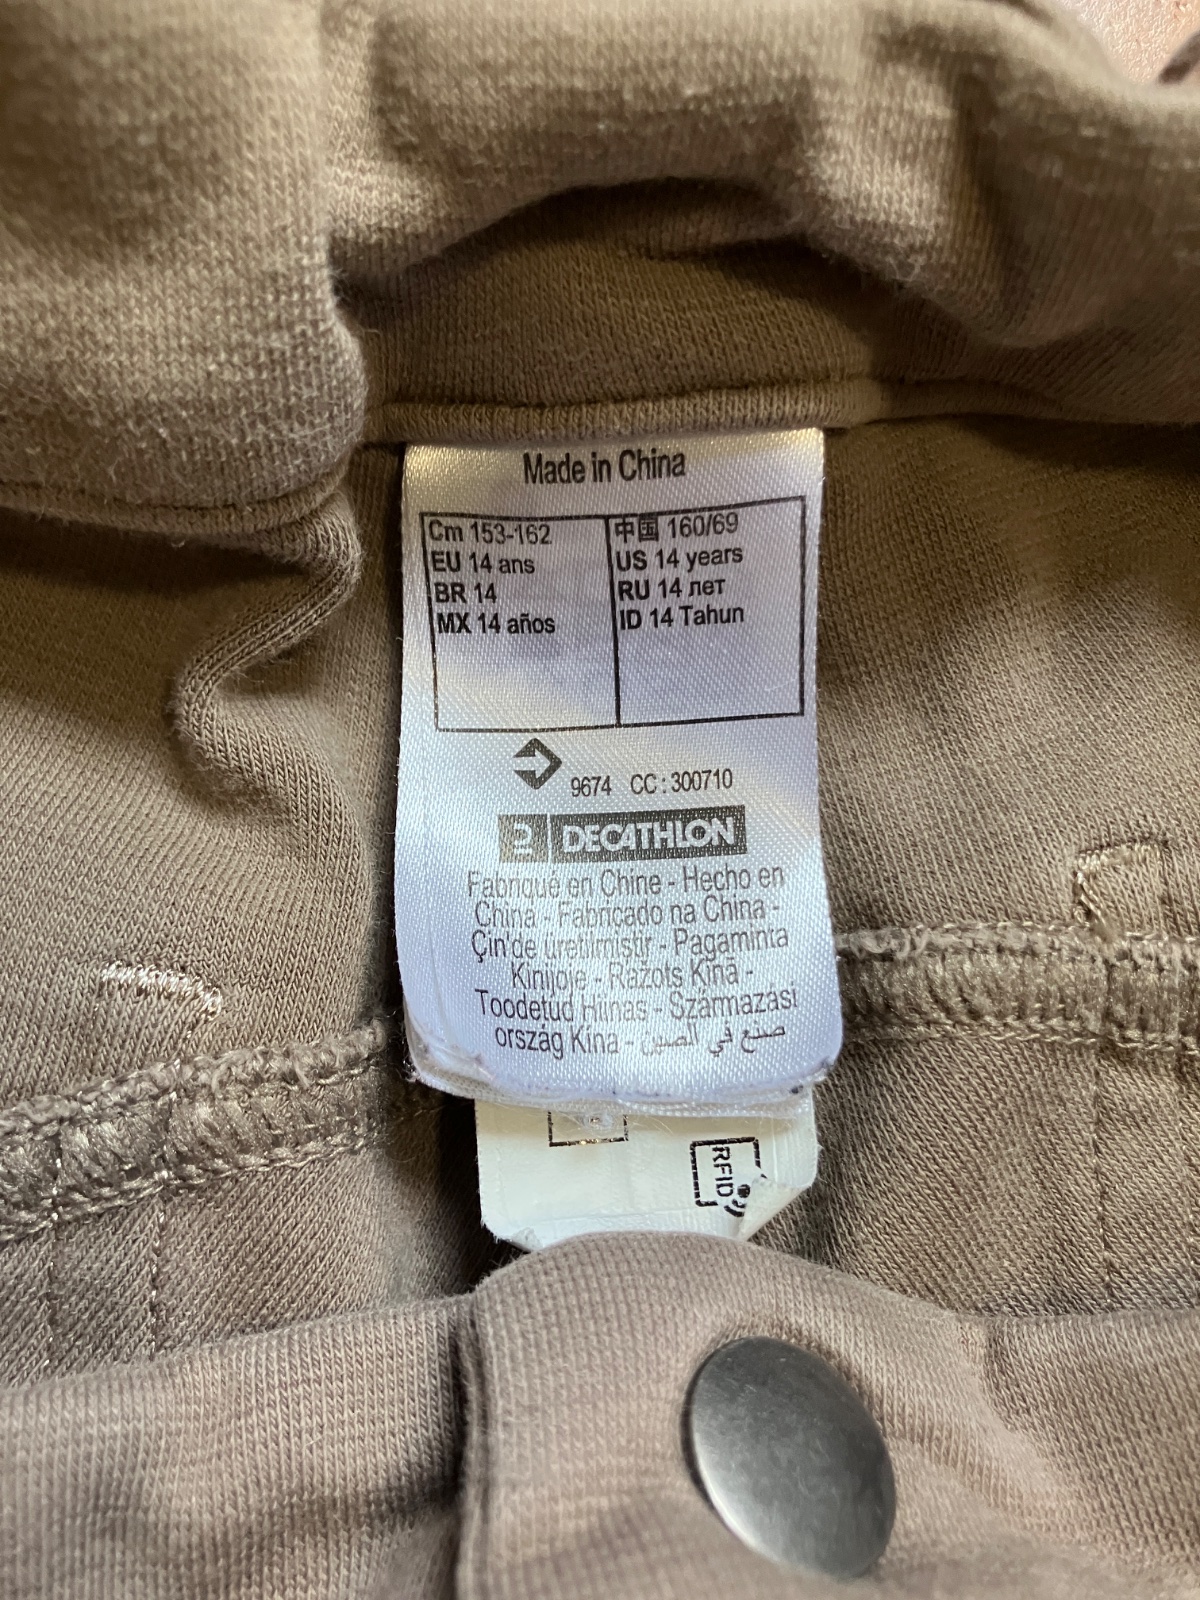 Made in China
Cm 153-162
EU 14 ans
BR 14
MX 14 años
中国 160/69
US 14 years
RU 14 лет
ID 14 Tahun
9674 CC : 300710
DECATHLON
Fabriqué en Chine - Hecho en
China - Fabricado na China -
Çin'de üretilmiştir - Pagaminta
Kinijoje - Ražots Ķīnā -
Toodetud Hiinas - Származási
ország Kína - صنع في الصين
RFID